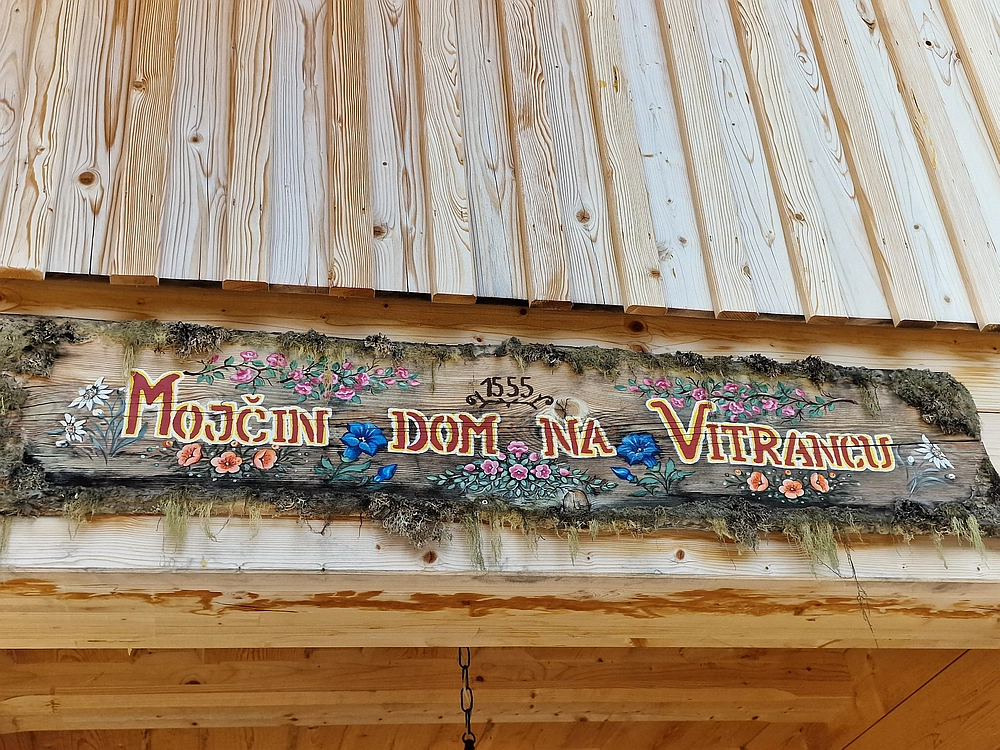 1555
MOJČIN DOM NA VITRANCU